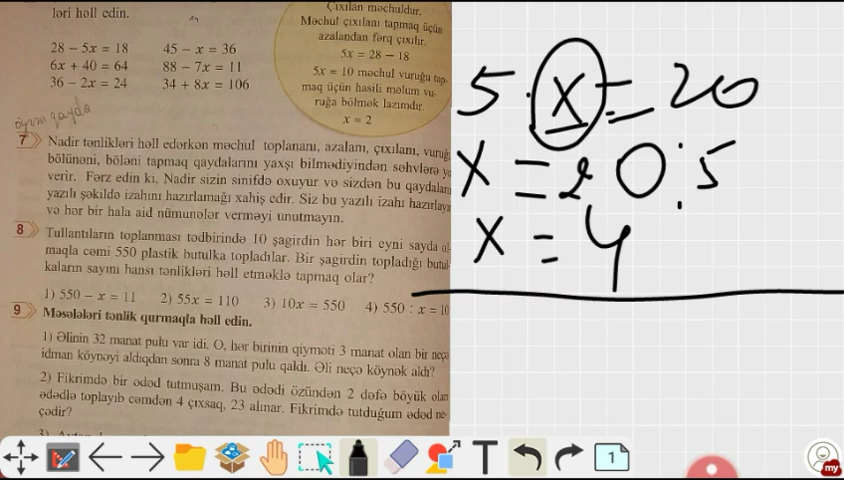 ləri həll edin.
28 − 5x = 18 45 − x = 36
6x + 40 = 64 88 − 7x = 11
36 − 2x = 24 34 + 8x = 106
Çıxılan məchuldur.
Məchul çıxılanı tapmaq üçün
azalandan fərq çıxılır.
5x = 28 − 18
5x = 10 məchul vuruğu tap-
maq üçün hasili məlum vu-
ruğa bölmək lazımdır.
x = 2
qayda
7 Nadir tənlikləri həll edərkən məchul toplananı, azalanı, çıxılanı, vuruğ
bölünəni, böləni tapmaq qaydalarını yaxşı bilmədiyindən səhvlərə yo
verir. Fərz edin ki, Nadir sizin sinifdə oxuyur və sizdən bu qaydaları
yazılı şəkildə izahını hazırlamağı xahiş edir. Siz bu yazılı izahı hazırlay
və hər bir hala aid nümunələr verməyi unutmayın.
8 Tullantıların toplanması tədbirində 10 şagirdin hər biri eyni sayda ol
maqla cəmi 550 plastik butulka topladılar. Bir şagirdin topladığı butul
kaların sayını hansı tənlikləri həll etməklə tapmaq olar?
1) 550 − x = 11 2) 55x = 110 3) 10x = 550 4) 550 : x = 10
9 Məsələləri tənlik qurmaqla həll edin.
1) Əlinin 32 manat pulu var idi. O, hər birinin qiyməti 3 manat olan bir neçə
idman köynəyi aldıqdan sonra 8 manat pulu qaldı. Əli neçə köynək aldı?
2) Fikrimdə bir ədəd tutmuşam. Bu ədədi özündən 2 dəfə böyük olan
ədədlə toplayıb cəmdən 4 çıxsaq, 23 alınar. Fikrimdə tutduğum ədəd ne-
çədir?
5 · x = 20
x = 20 : 5
x = 4
T
1
my